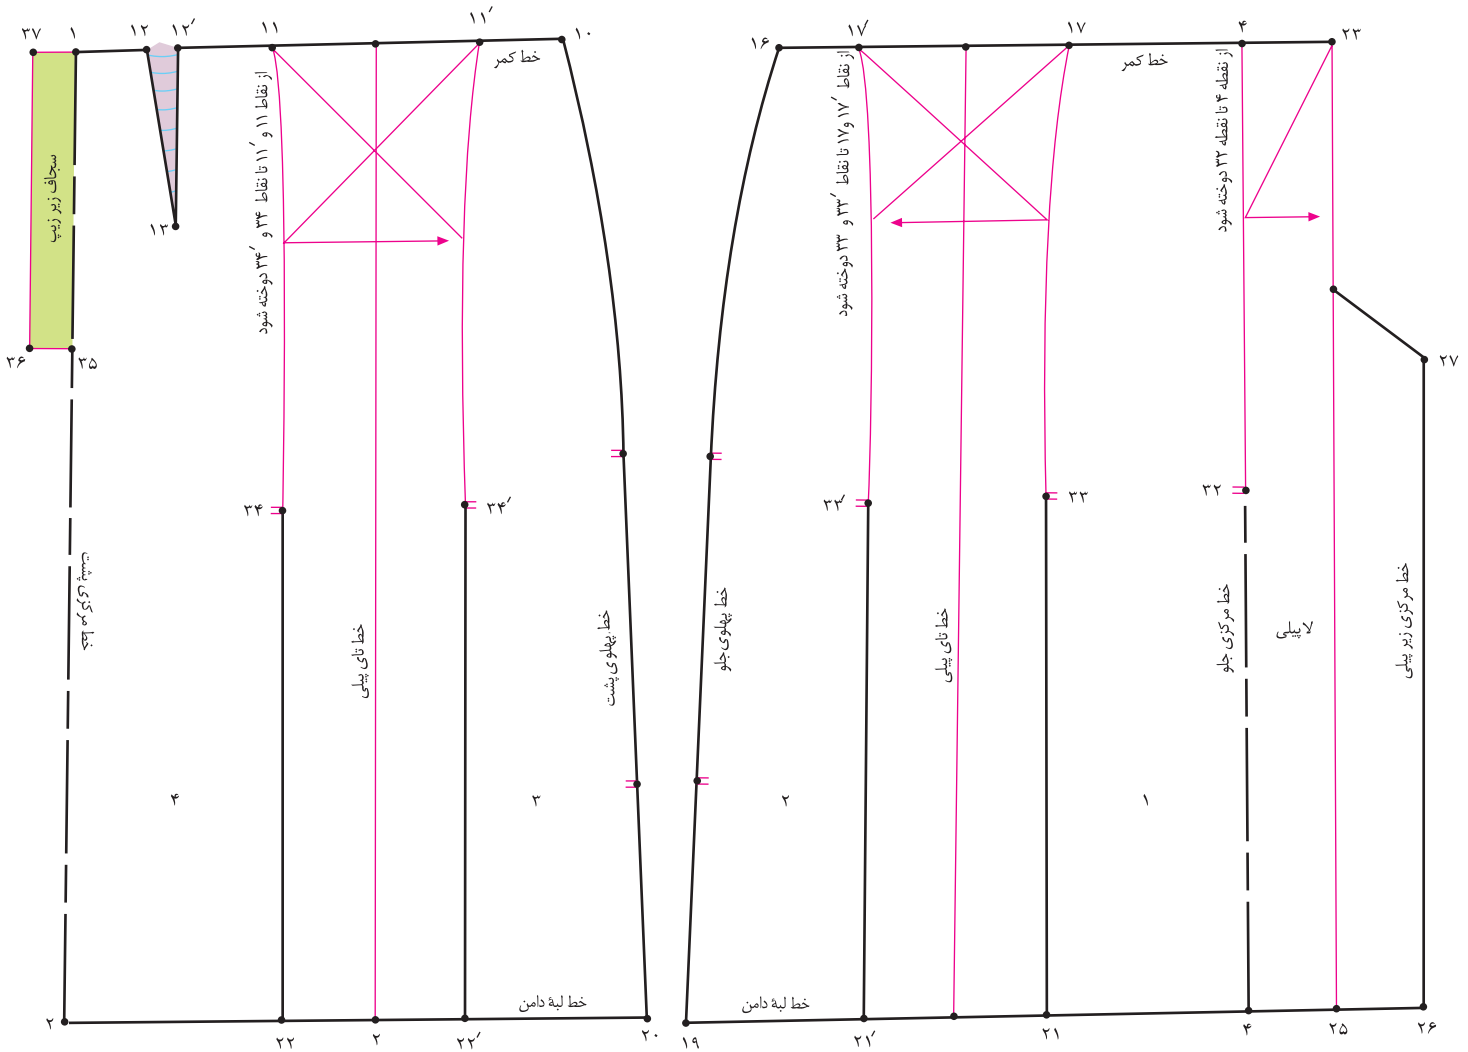 ۳۷
۱
۱۲
۱۲′
۱۱
۱۱′
۱۰
خط کمر
۱۳
سجاف زیر زیپ
از نقاط ۱۱ و ۱۱′ تا نقاط ۳۴ و ۳۴′ دوخته شود
۳۶
۳۵
۳۴
۳۴′
خط مرکزی پشت
خط تای پیلی
خط پهلوی پشت
۴
۳
خط لبهٔ دامن
۲
۲۲
۲
۲۲′
۲۰
۱۶
۱۷′
۱۷
خط کمر
۴
۲۳
از نقاط ۱۷′ و ۱۷ تا نقاط ۳۳′ و ۳۳ دوخته شود
از نقطه ۴ تا نقطه ۳۲ دوخته شود
۲۷
۳۳′
۳۳
۳۲
خط پهلوی جلو
خط تای پیلی
خط مرکزی جلو
لاپیلی
خط مرکزی زیر پیلی
۲
۱
خط لبهٔ دامن
۱۹
۲۱′
۲۱
۴
۲۵
۲۶